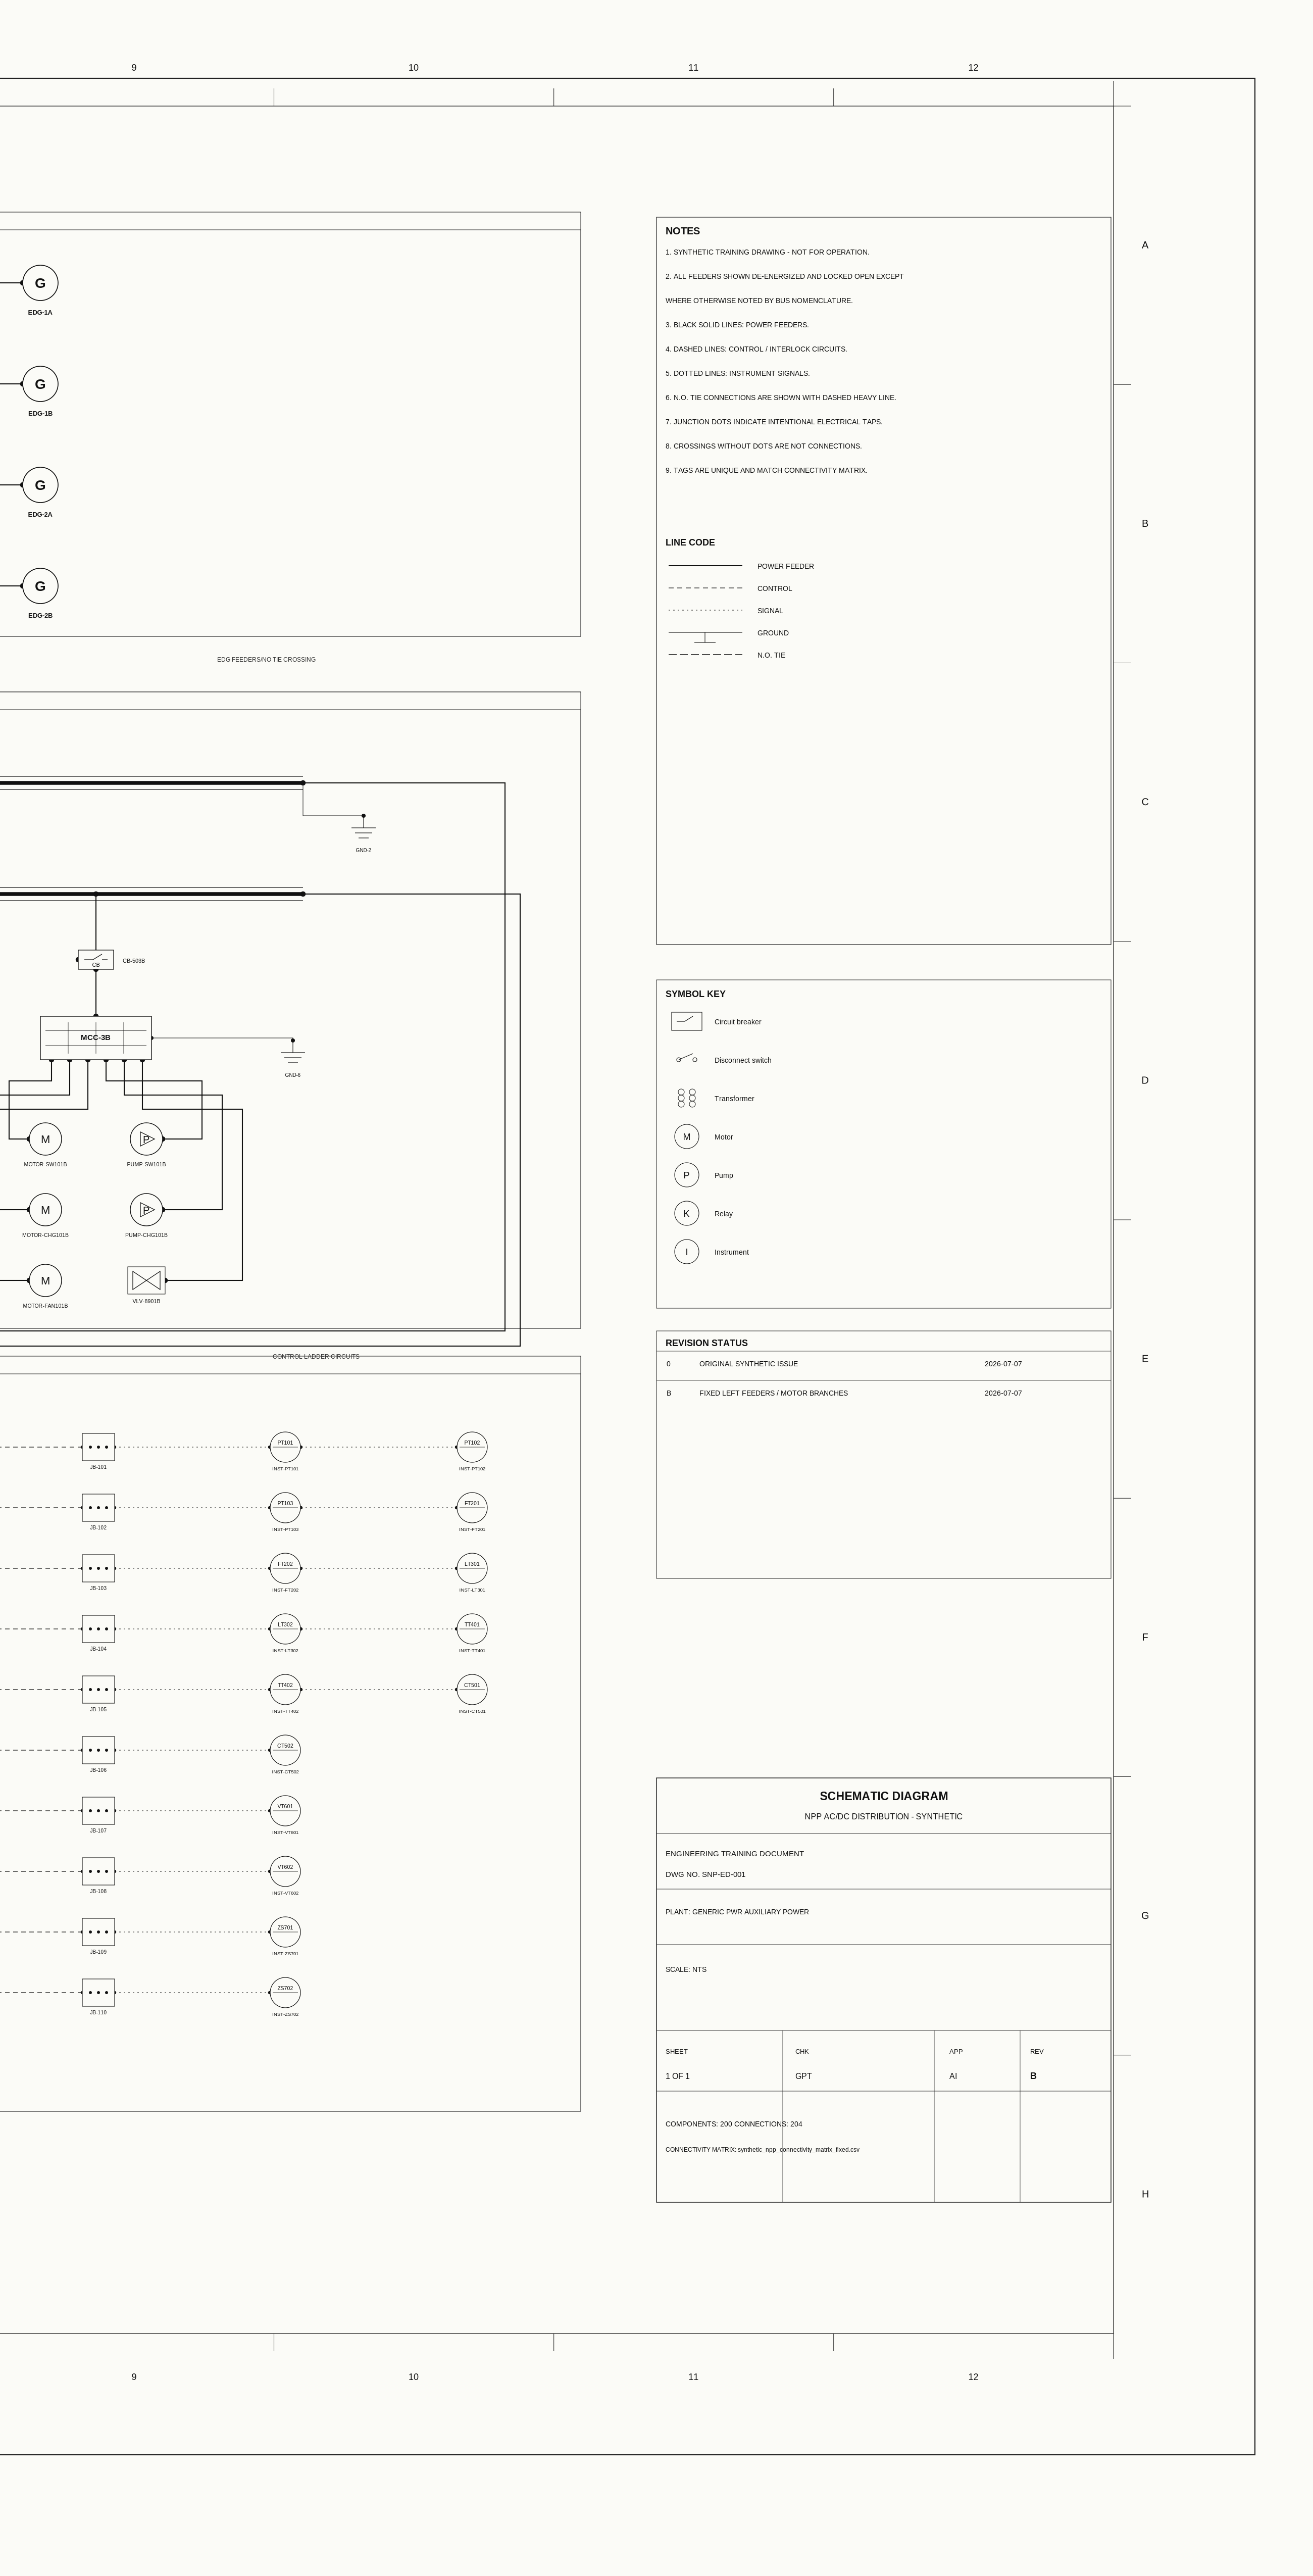 9
10
11
12
A
B
C
D
E
F
G
H
G
EDG-1A
G
EDG-1B
G
EDG-2A
G
EDG-2B
EDG FEEDERS/NO TIE CROSSING
GND-2
CB
CB-503B
MCC-3B
GND-6
M
MOTOR-SW101B
P
PUMP-SW101B
M
MOTOR-CHG101B
P
PUMP-CHG101B
M
MOTOR-FAN101B
VLV-8901B
CONTROL LADDER CIRCUITS
JB-101
PT101
INST-PT101
PT102
INST-PT102
JB-102
PT103
INST-PT103
FT201
INST-FT201
JB-103
FT202
INST-FT202
LT301
INST-LT301
JB-104
LT302
INST-LT302
TT401
INST-TT401
JB-105
TT402
INST-TT402
CT501
INST-CT501
JB-106
CT502
INST-CT502
JB-107
VT601
INST-VT601
JB-108
VT602
INST-VT602
JB-109
ZS701
INST-ZS701
JB-110
ZS702
INST-ZS702
NOTES
1. SYNTHETIC TRAINING DRAWING - NOT FOR OPERATION.
2. ALL FEEDERS SHOWN DE-ENERGIZED AND LOCKED OPEN EXCEPT
WHERE OTHERWISE NOTED BY BUS NOMENCLATURE.
3. BLACK SOLID LINES: POWER FEEDERS.
4. DASHED LINES: CONTROL / INTERLOCK CIRCUITS.
5. DOTTED LINES: INSTRUMENT SIGNALS.
6. N.O. TIE CONNECTIONS ARE SHOWN WITH DASHED HEAVY LINE.
7. JUNCTION DOTS INDICATE INTENTIONAL ELECTRICAL TAPS.
8. CROSSINGS WITHOUT DOTS ARE NOT CONNECTIONS.
9. TAGS ARE UNIQUE AND MATCH CONNECTIVITY MATRIX.
LINE CODE
POWER FEEDER
CONTROL
SIGNAL
GROUND
N.O. TIE
SYMBOL KEY
Circuit breaker
Disconnect switch
Transformer
M Motor
P Pump
K Relay
I Instrument
REVISION STATUS
0 ORIGINAL SYNTHETIC ISSUE 2026-07-07
B FIXED LEFT FEEDERS / MOTOR BRANCHES 2026-07-07
SCHEMATIC DIAGRAM
NPP AC/DC DISTRIBUTION - SYNTHETIC
ENGINEERING TRAINING DOCUMENT
DWG NO. SNP-ED-001
PLANT: GENERIC PWR AUXILIARY POWER
SCALE: NTS
SHEET CHK APP REV
1 OF 1 GPT AI B
COMPONENTS: 200 CONNECTIONS: 204
CONNECTIVITY MATRIX: synthetic_npp_connectivity_matrix_fixed.csv
9
10
11
12